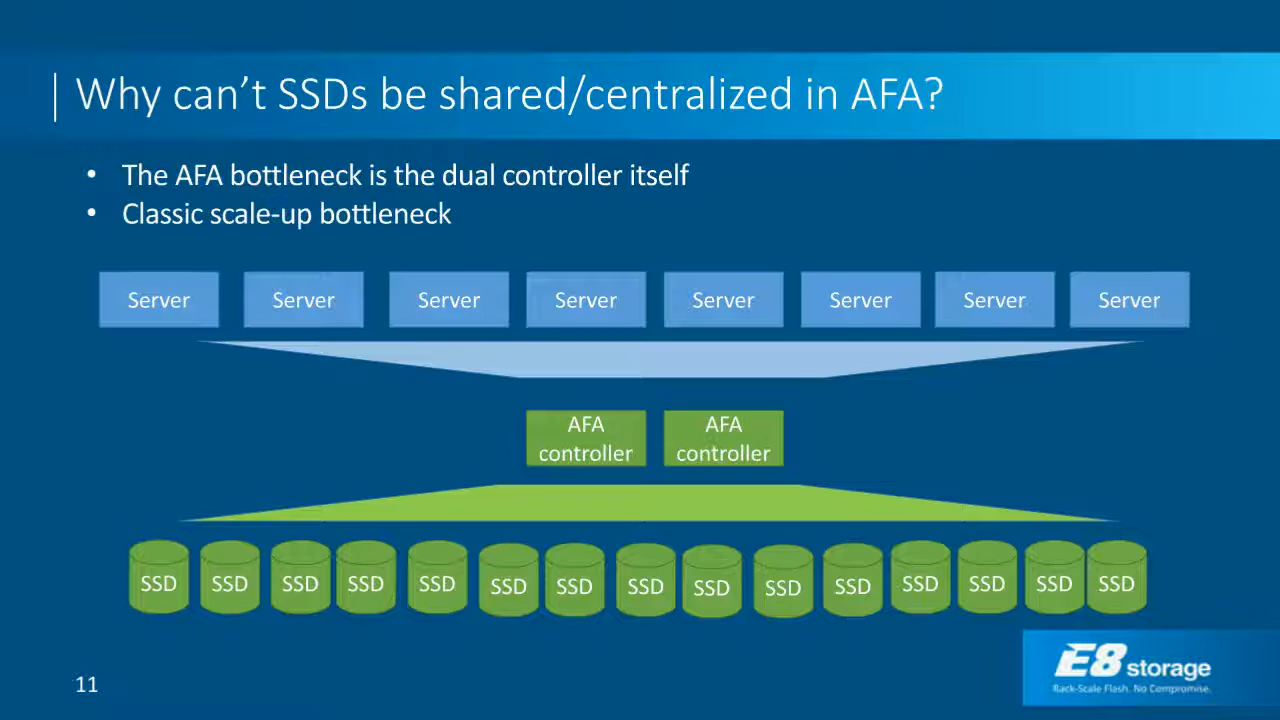 Why can’t SSDs be shared/centralized in AFA?
• The AFA bottleneck is the dual controller itself
• Classic scale-up bottleneck
Server Server Server Server Server Server Server Server
AFA AFA
controller controller
SSD SSD SSD SSD SSD SSD SSD SSD SSD SSD SSD SSD SSD SSD SSD
E8 storage
Rack-Scale Flash. No Compromise.
11